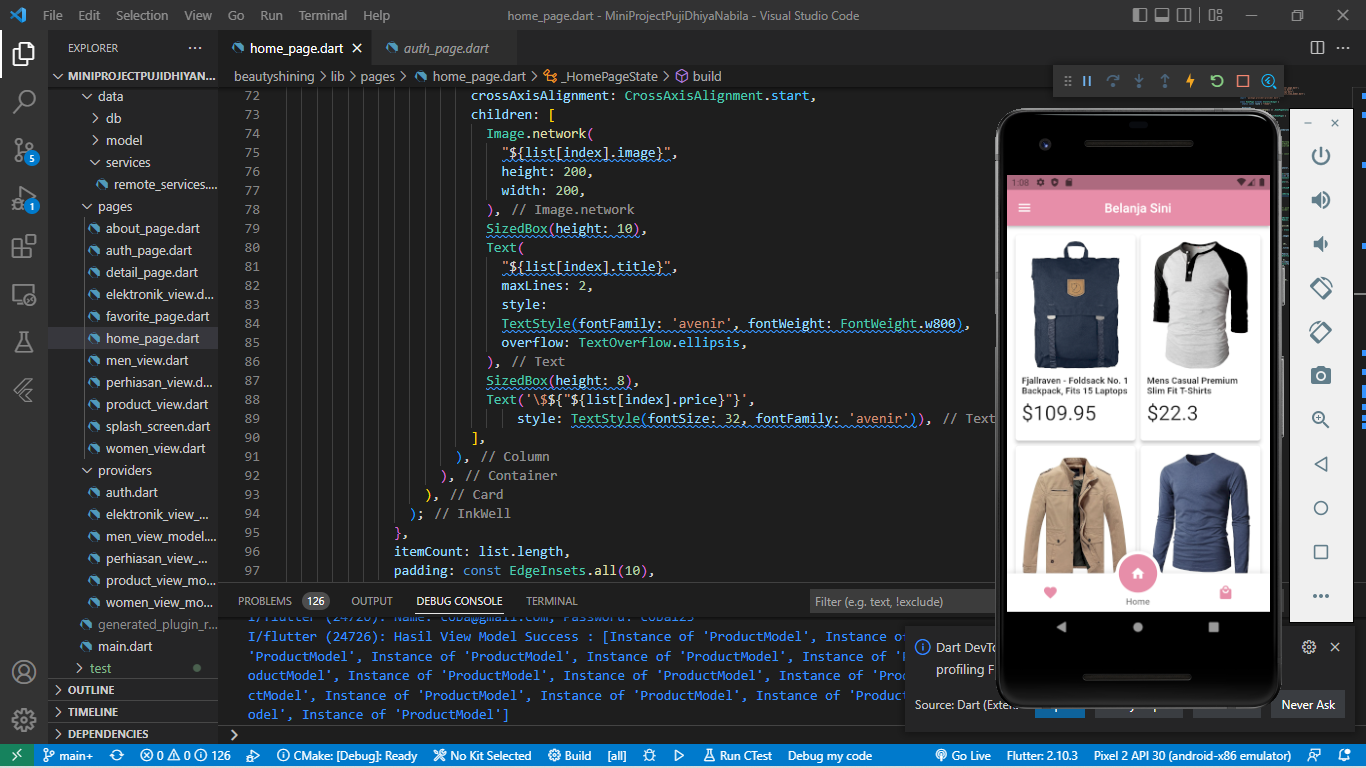 File Edit Selection View Go Run Terminal Help
home_page.dart - MiniProjectPujiDhiyaNabila - Visual Studio Code
EXPLORER
MINIPROJECTPUJIDHIYAN...
data
db
model
services
remote_services....
pages
about_page.dart
auth_page.dart
detail_page.dart
elektronik_view.d...
favorite_page.dart
home_page.dart
men_view.dart
perhiasan_view.d...
product_view.dart
splash_screen.dart
women_view.dart
providers
auth.dart
elektronik_view_...
men_view_model....
perhiasan_view_...
product_view_mo...
women_view_mo...
generated_plugin_r...
main.dart
test
OUTLINE
TIMELINE
DEPENDENCIES
5
1
home_page.dart
auth_page.dart
beautyshining > lib > pages > home_page.dart > _HomePageState > build
72 crossAxisAlignment: CrossAxisAlignment.start,
73 children: [
74 Image.network(
75 "${list[index].image}",
76 height: 200,
77 width: 200,
78 ), // Image.network
79 SizedBox(height: 10),
80 Text(
81 "${list[index].title}",
82 maxLines: 2,
83 style:
84 TextStyle(fontFamily: 'avenir', fontWeight: FontWeight.w800),
85 overflow: TextOverflow.ellipsis,
86 ), // Text
87 SizedBox(height: 8),
88 Text('\$${"${list[index].price}"}',
89 style: TextStyle(fontSize: 32, fontFamily: 'avenir')), // Text
90 ],
91 ), // Column
92 ), // Container
93 ), // Card
94 ); // InkWell
95 },
96 itemCount: list.length,
97 padding: const EdgeInsets.all(10),
PROBLEMS 126 OUTPUT DEBUG CONSOLE TERMINAL
Filter (e.g. text, !exclude)
I/flutter (24726): Name: coba@gmail.com, Password: coba123
I/flutter (24726): Hasil View Model Success : [Instance of 'ProductModel', Instance o
'ProductModel', Instance of 'ProductModel', Instance of 'ProductModel', Instance of 'P
oductModel', Instance of 'ProductModel', Instance of 'ProductModel', Instance of 'Pro
ctModel', Instance of 'ProductModel', Instance of 'ProductModel', Instance of 'Produc
odel', Instance of 'ProductModel']
1:08
Belanja Sini
Fjallraven - Foldsack No. 1
Backpack, Fits 15 Laptops
$109.95
Mens Casual Premium
Slim Fit T-Shirts
$22.3
Home
Dart DevTo
profiling F
Source: Dart (Exten
Never Ask
main+ 0 0 126 CMake: [Debug]: Ready No Kit Selected Build [all] Run CTest Debug my code Go Live Flutter: 2.10.3 Pixel 2 API 30 (android-x86 emulator)